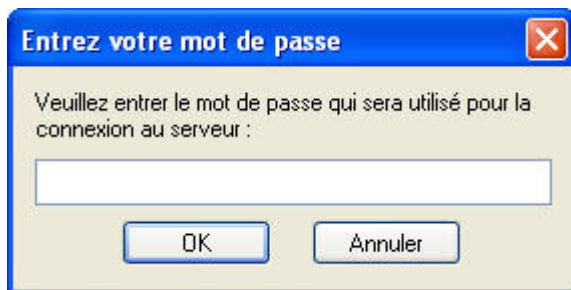 Entrez votre mot de passe
Veuillez entrer le mot de passe qui sera utilisé pour la
connexion au serveur :
OK
Annuler